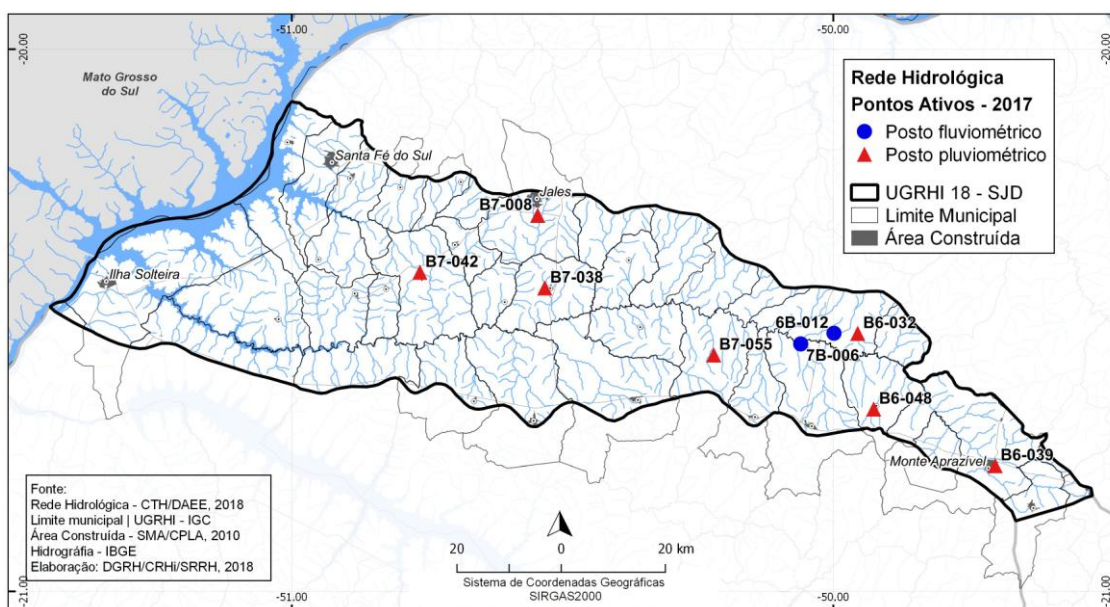 -51.00
-50.00
-20.00
-20.00
Mato Grosso
do Sul
Rede Hidrológica
Pontos Ativos - 2017
Posto fluviométrico
Posto pluviométrico
UGRHI 18 - SJD
Limite Municipal
Área Construída
Santa Fé do Sul
Jales
B7-008
B7-042
Ilha Solteira
B7-038
6B-012
B6-032
7B-006
B7-055
B6-048
Monte Aprazível
B6-039
Fonte:
Rede Hidrológica - CTH/DAEE, 2018
Limite municipal | UGRHI - IGC
Área Construída - SMA/CPLA, 2010
Hidrográfia - IBGE
Elaboração: DGRH/CRHi/SRRH, 2018
20 0 20 km
Sistema de Coordenadas Geográficas
SIRGAS2000
-21.00
-21.00
-51.00
-50.00